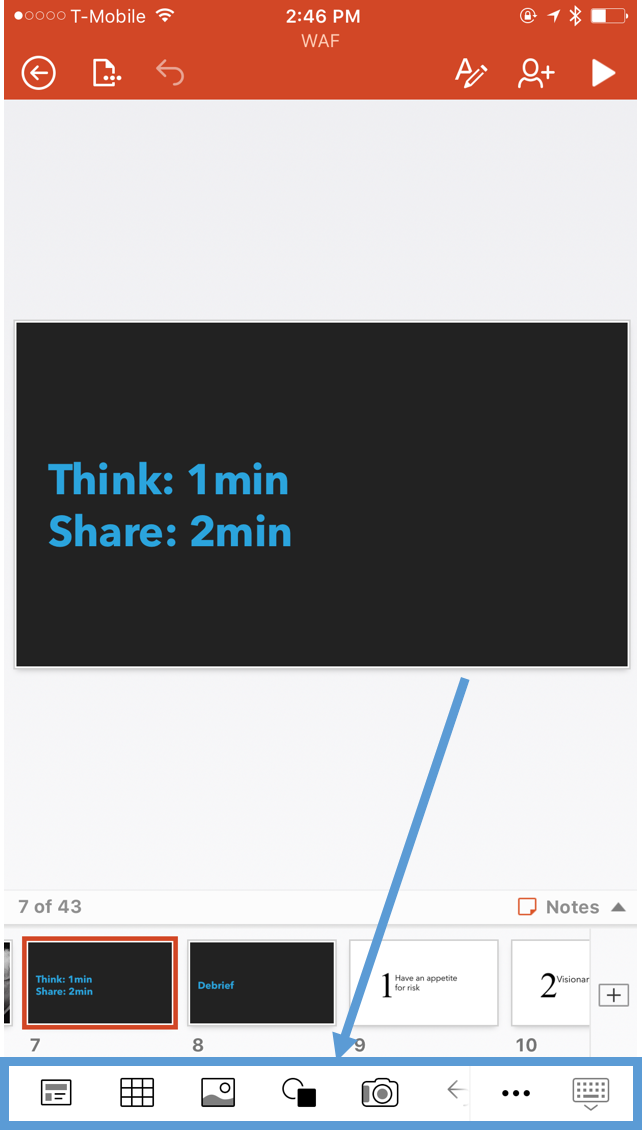 T-Mobile 2:46 PM
WAF
Think: 1min
Share: 2min
7 of 43 Notes
Think: 1min
Share: 2min
Debrief
1 Have an appetite
for risk
2 Visionar
7 8 9 10